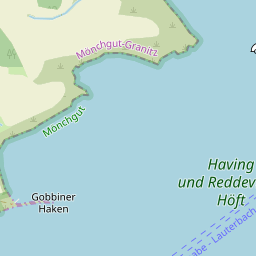 Mönchgut-Granitz
Mönchgut
Having
und Reddev
Höft
Gobbiner
Haken
abe - Lauterbach